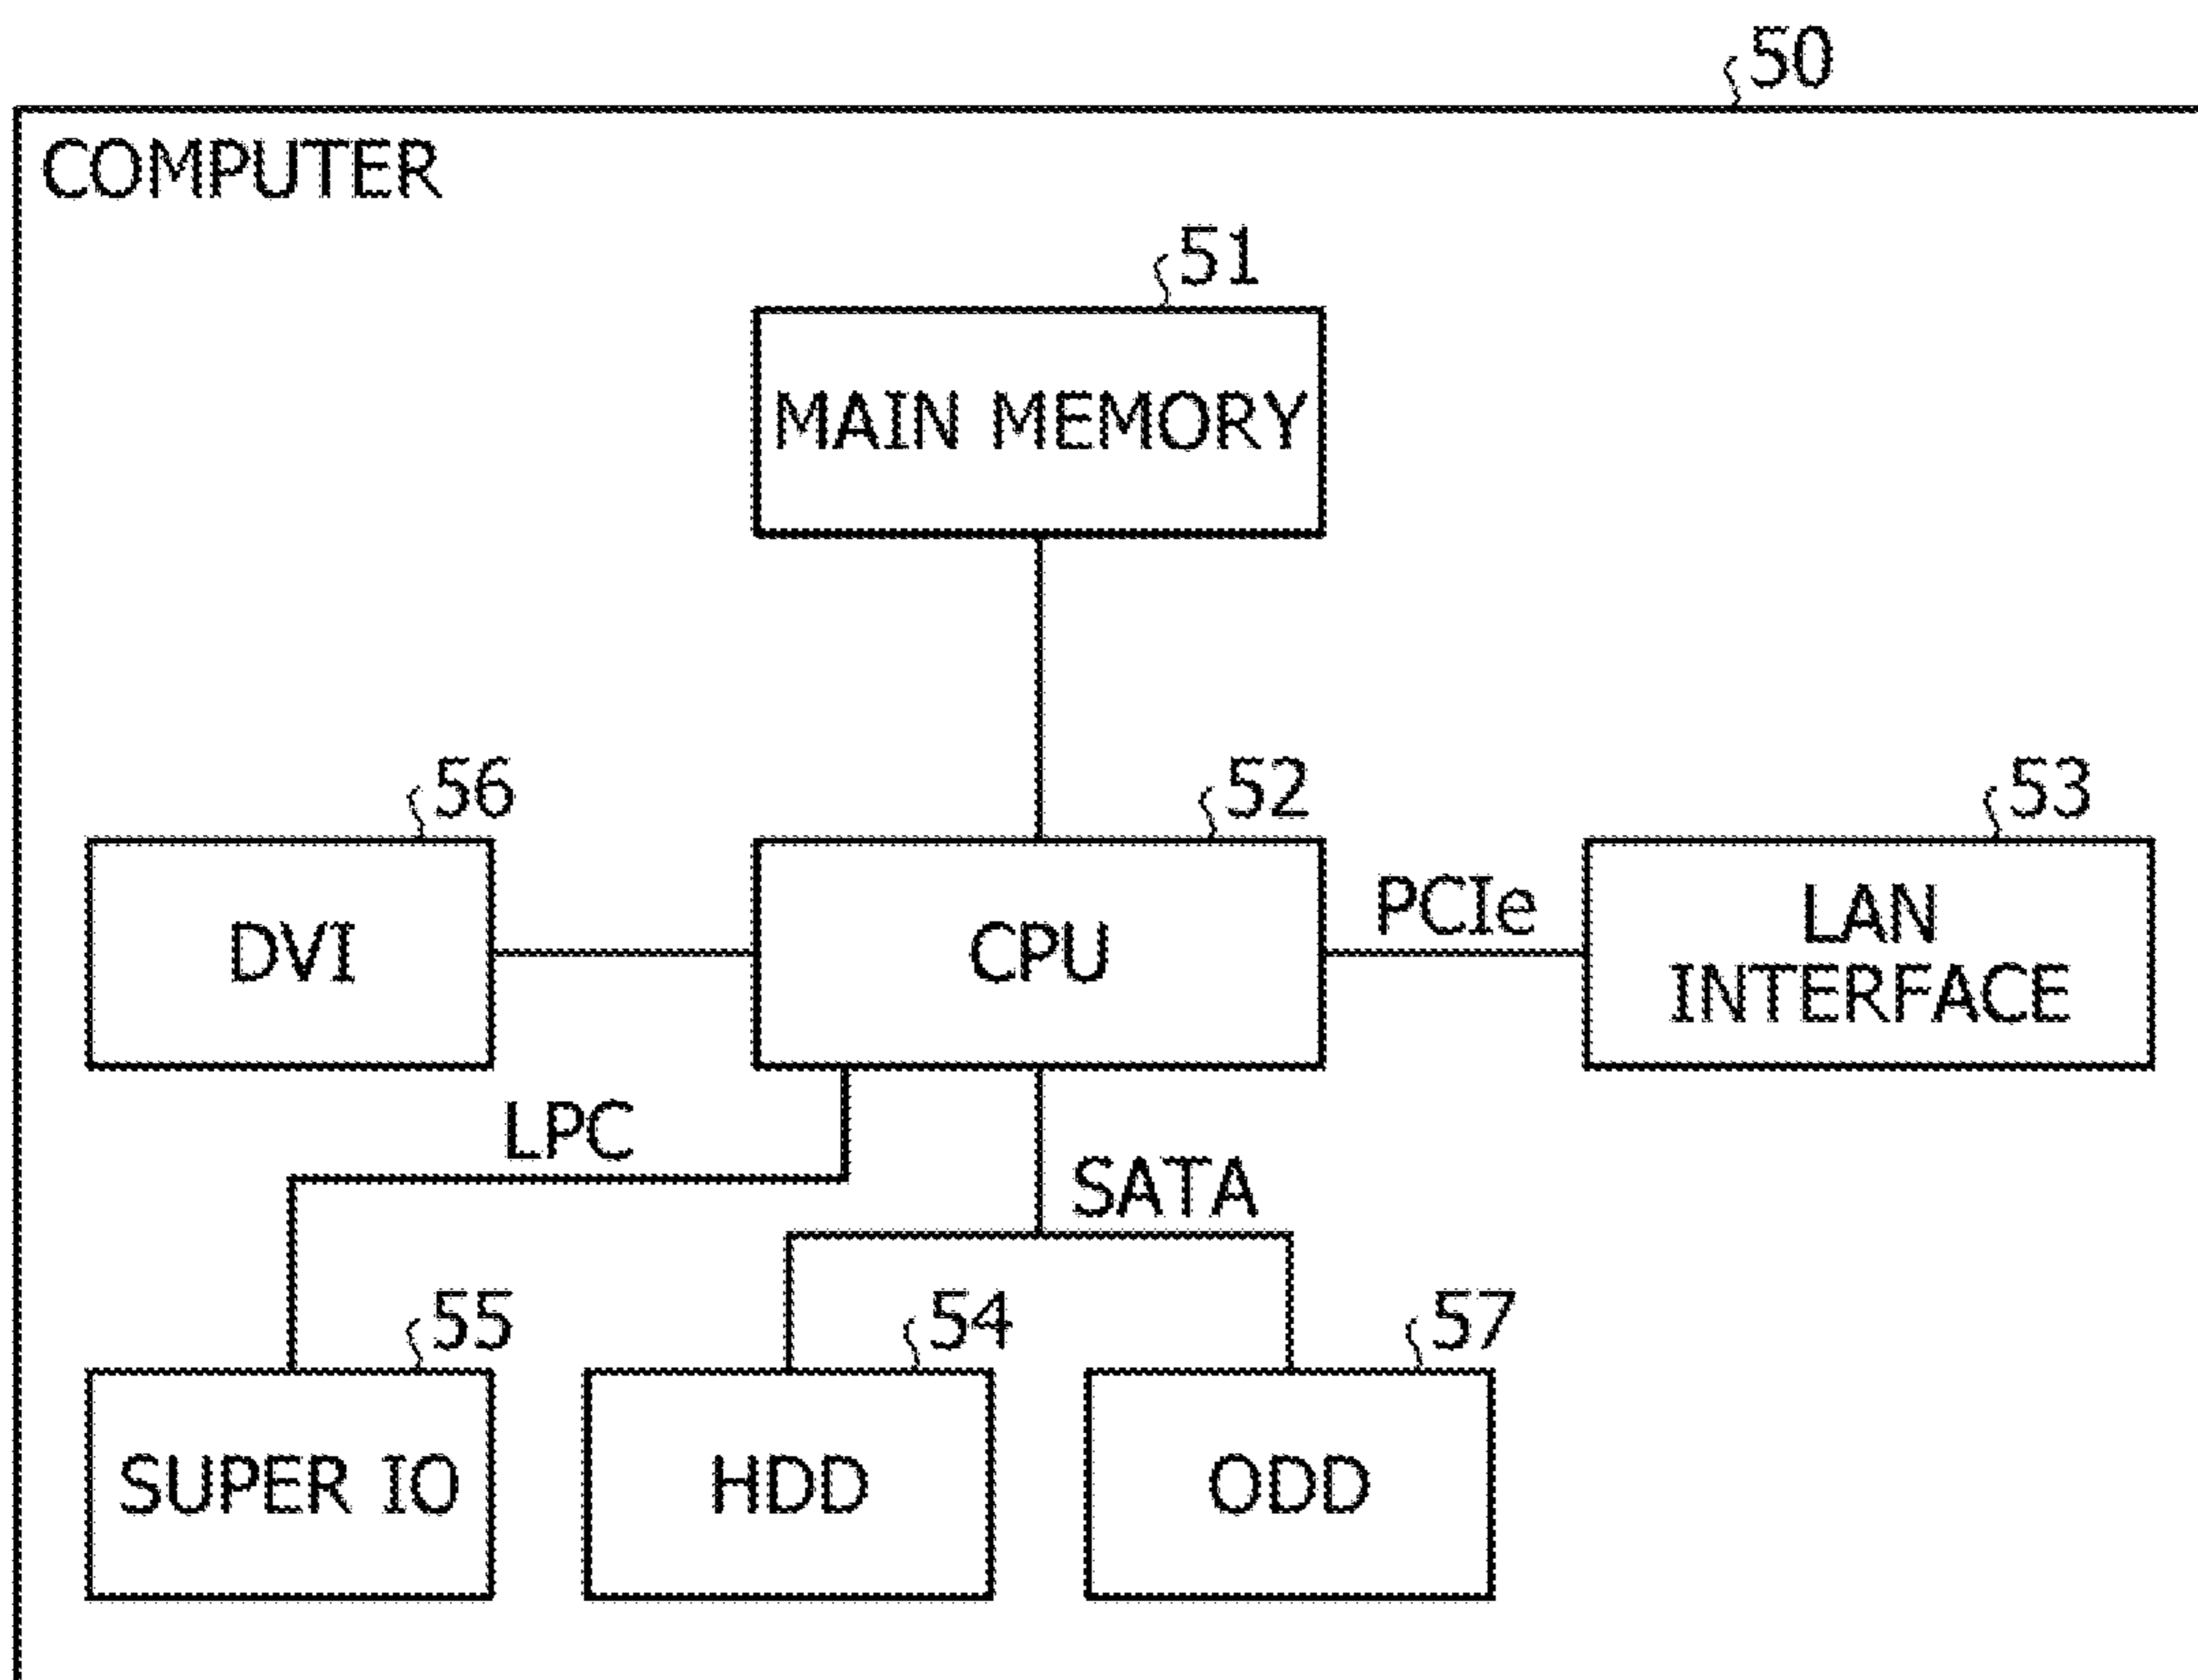 50
COMPUTER
51
MAIN MEMORY
56
52
53
DVI
CPU
PCIe
LAN
INTERFACE
LPC
SATA
55
54
57
SUPER IO
HDD
ODD